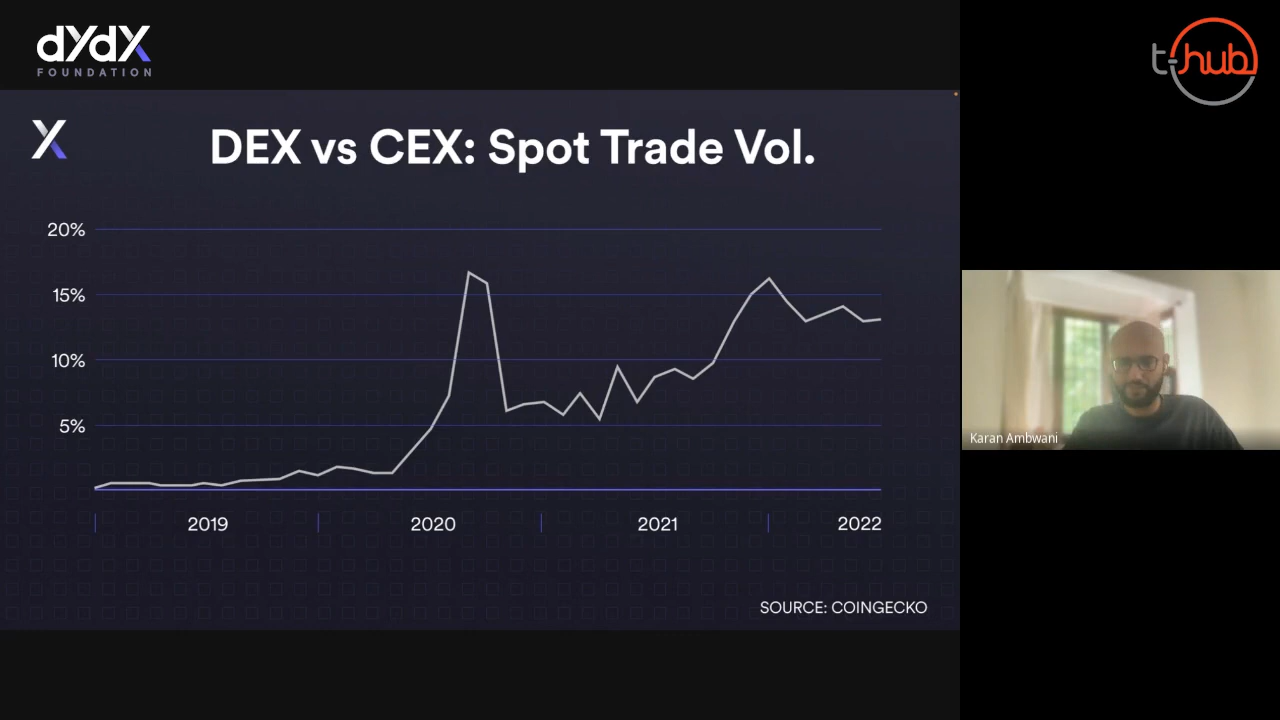 dYdX
FOUNDATION
t-hub
X
DEX vs CEX: Spot Trade Vol.
20%
15%
10%
5%
2019
2020
2021
2022
SOURCE: COINGECKO
Karan Ambwani